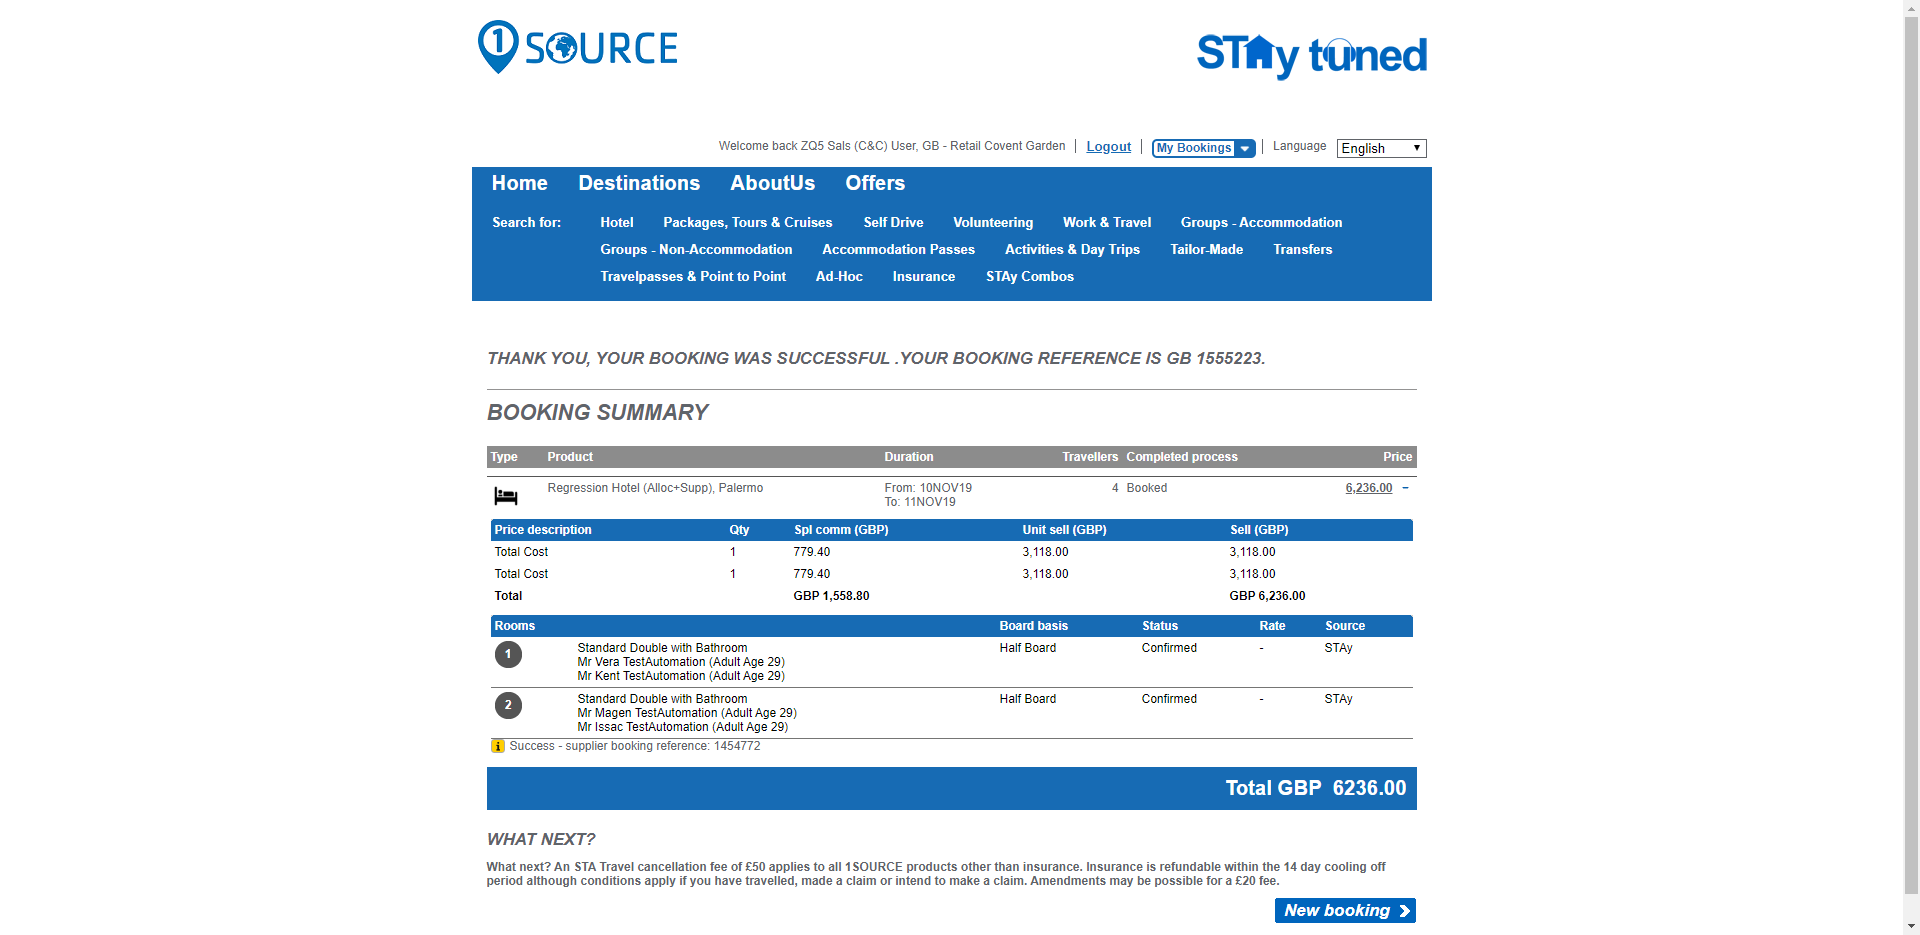 1 SOURCE
STAy tuned
Welcome back ZQ5 Sals (C&C) User, GB - Retail Covent Garden Logout My Bookings Language English
Home Destinations AboutUs Offers
Search for: Hotel Packages, Tours & Cruises Self Drive Volunteering Work & Travel Groups - Accommodation
Groups - Non-Accommodation Accommodation Passes Activities & Day Trips Tailor-Made Transfers
Travelpasses & Point to Point Ad-Hoc Insurance STAy Combos
THANK YOU, YOUR BOOKING WAS SUCCESSFUL .YOUR BOOKING REFERENCE IS GB 1555223.
BOOKING SUMMARY
Type Product Duration Travellers Completed process Price
Regression Hotel (Alloc+Supp), Palermo From: 10NOV19 4 Booked 6,236.00 −
To: 11NOV19
Price description Qty Spl comm (GBP) Unit sell (GBP) Sell (GBP)
Total Cost 1 779.40 3,118.00 3,118.00
Total Cost 1 779.40 3,118.00 3,118.00
Total GBP 1,558.80 GBP 6,236.00
Rooms Board basis Status Rate Source
1 Standard Double with Bathroom Half Board Confirmed - STAy
Mr Vera TestAutomation (Adult Age 29)
Mr Kent TestAutomation (Adult Age 29)
2 Standard Double with Bathroom Half Board Confirmed - STAy
Mr Magen TestAutomation (Adult Age 29)
Mr Issac TestAutomation (Adult Age 29)
i Success - supplier booking reference: 1454772
Total GBP 6236.00
WHAT NEXT?
What next? An STA Travel cancellation fee of £50 applies to all 1SOURCE products other than insurance. Insurance is refundable within the 14 day cooling off
period although conditions apply if you have travelled, made a claim or intend to make a claim. Amendments may be possible for a £20 fee.
New booking